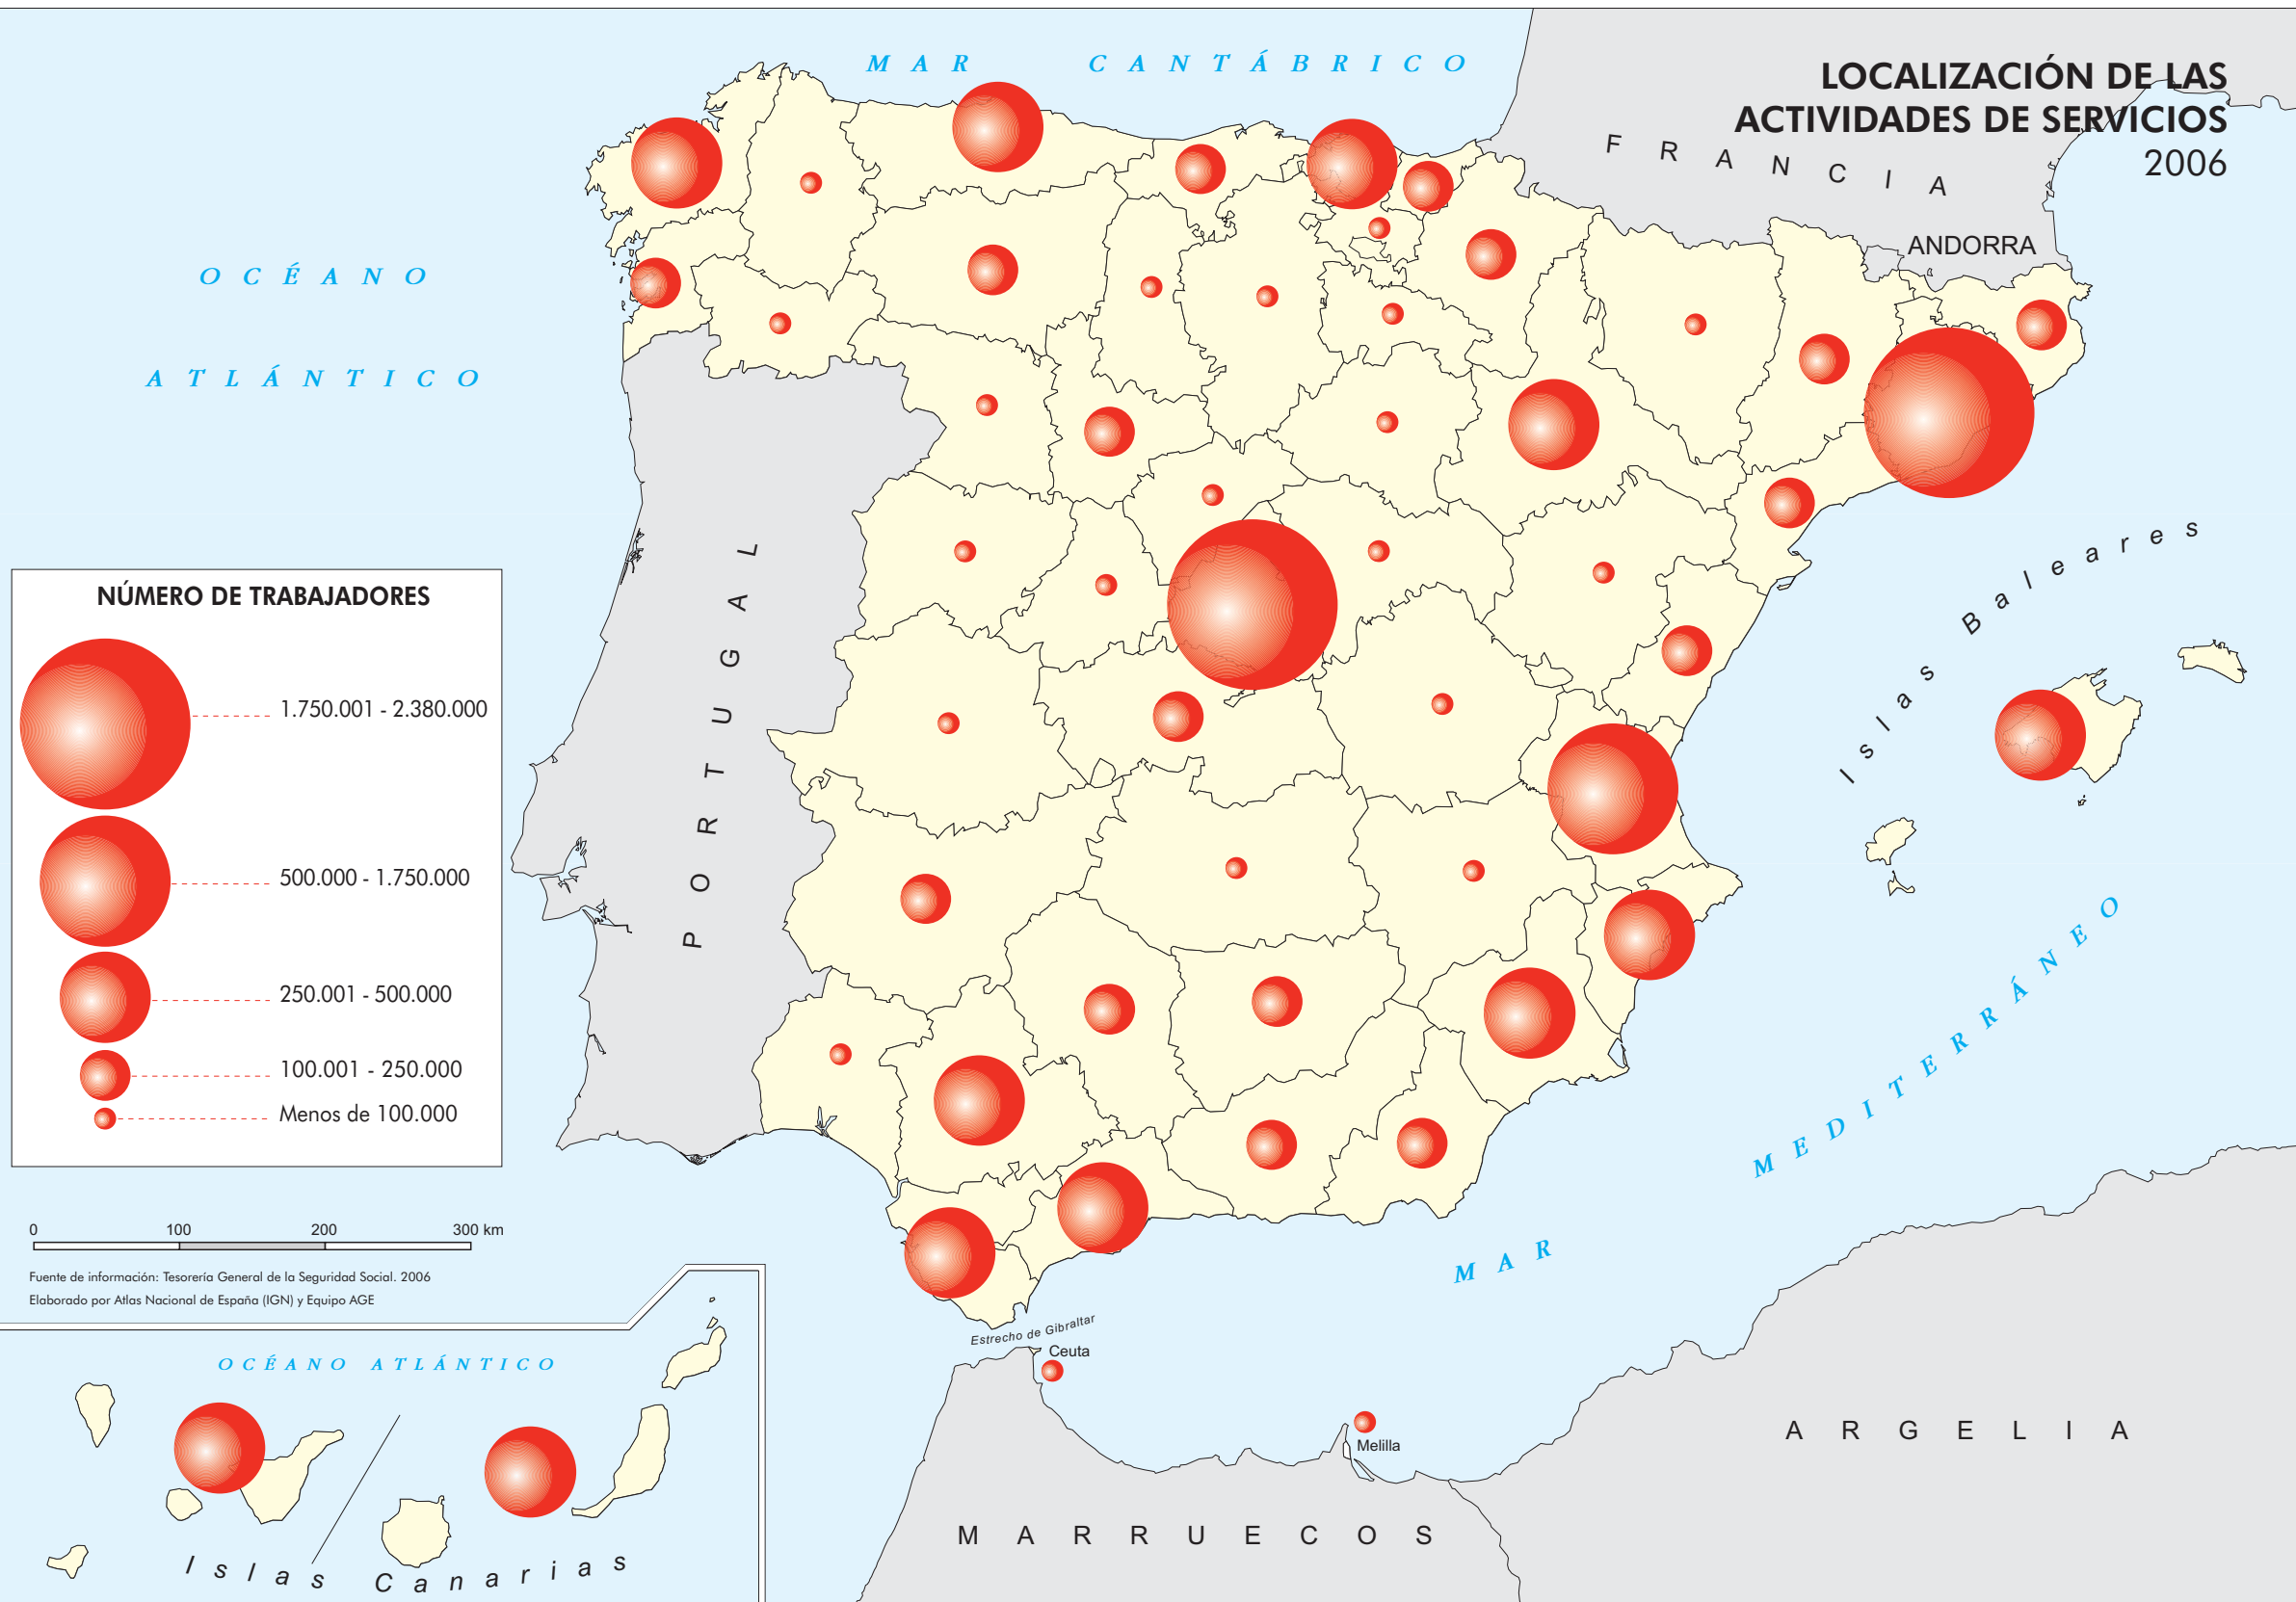 LOCALIZACIÓN DE LAS
ACTIVIDADES DE SERVICIOS
2006
MAR CANTÁBRICO
FRANCIA
ANDORRA
OCÉANO
ATLÁNTICO
PORTUGAL
Islas Baleares
NÚMERO DE TRABAJADORES
1.750.001 - 2.380.000
500.000 - 1.750.000
250.001 - 500.000
100.001 - 250.000
Menos de 100.000
MAR MEDITERRÁNEO
0 100 200 300 km
Fuente de información: Tesorería General de la Seguridad Social. 2006
Elaborado por Atlas Nacional de España (IGN) y Equipo AGE
Estrecho de Gibraltar
Ceuta
Melilla
OCÉANO ATLÁNTICO
Islas Canarias
MARRUECOS
ARGELIA